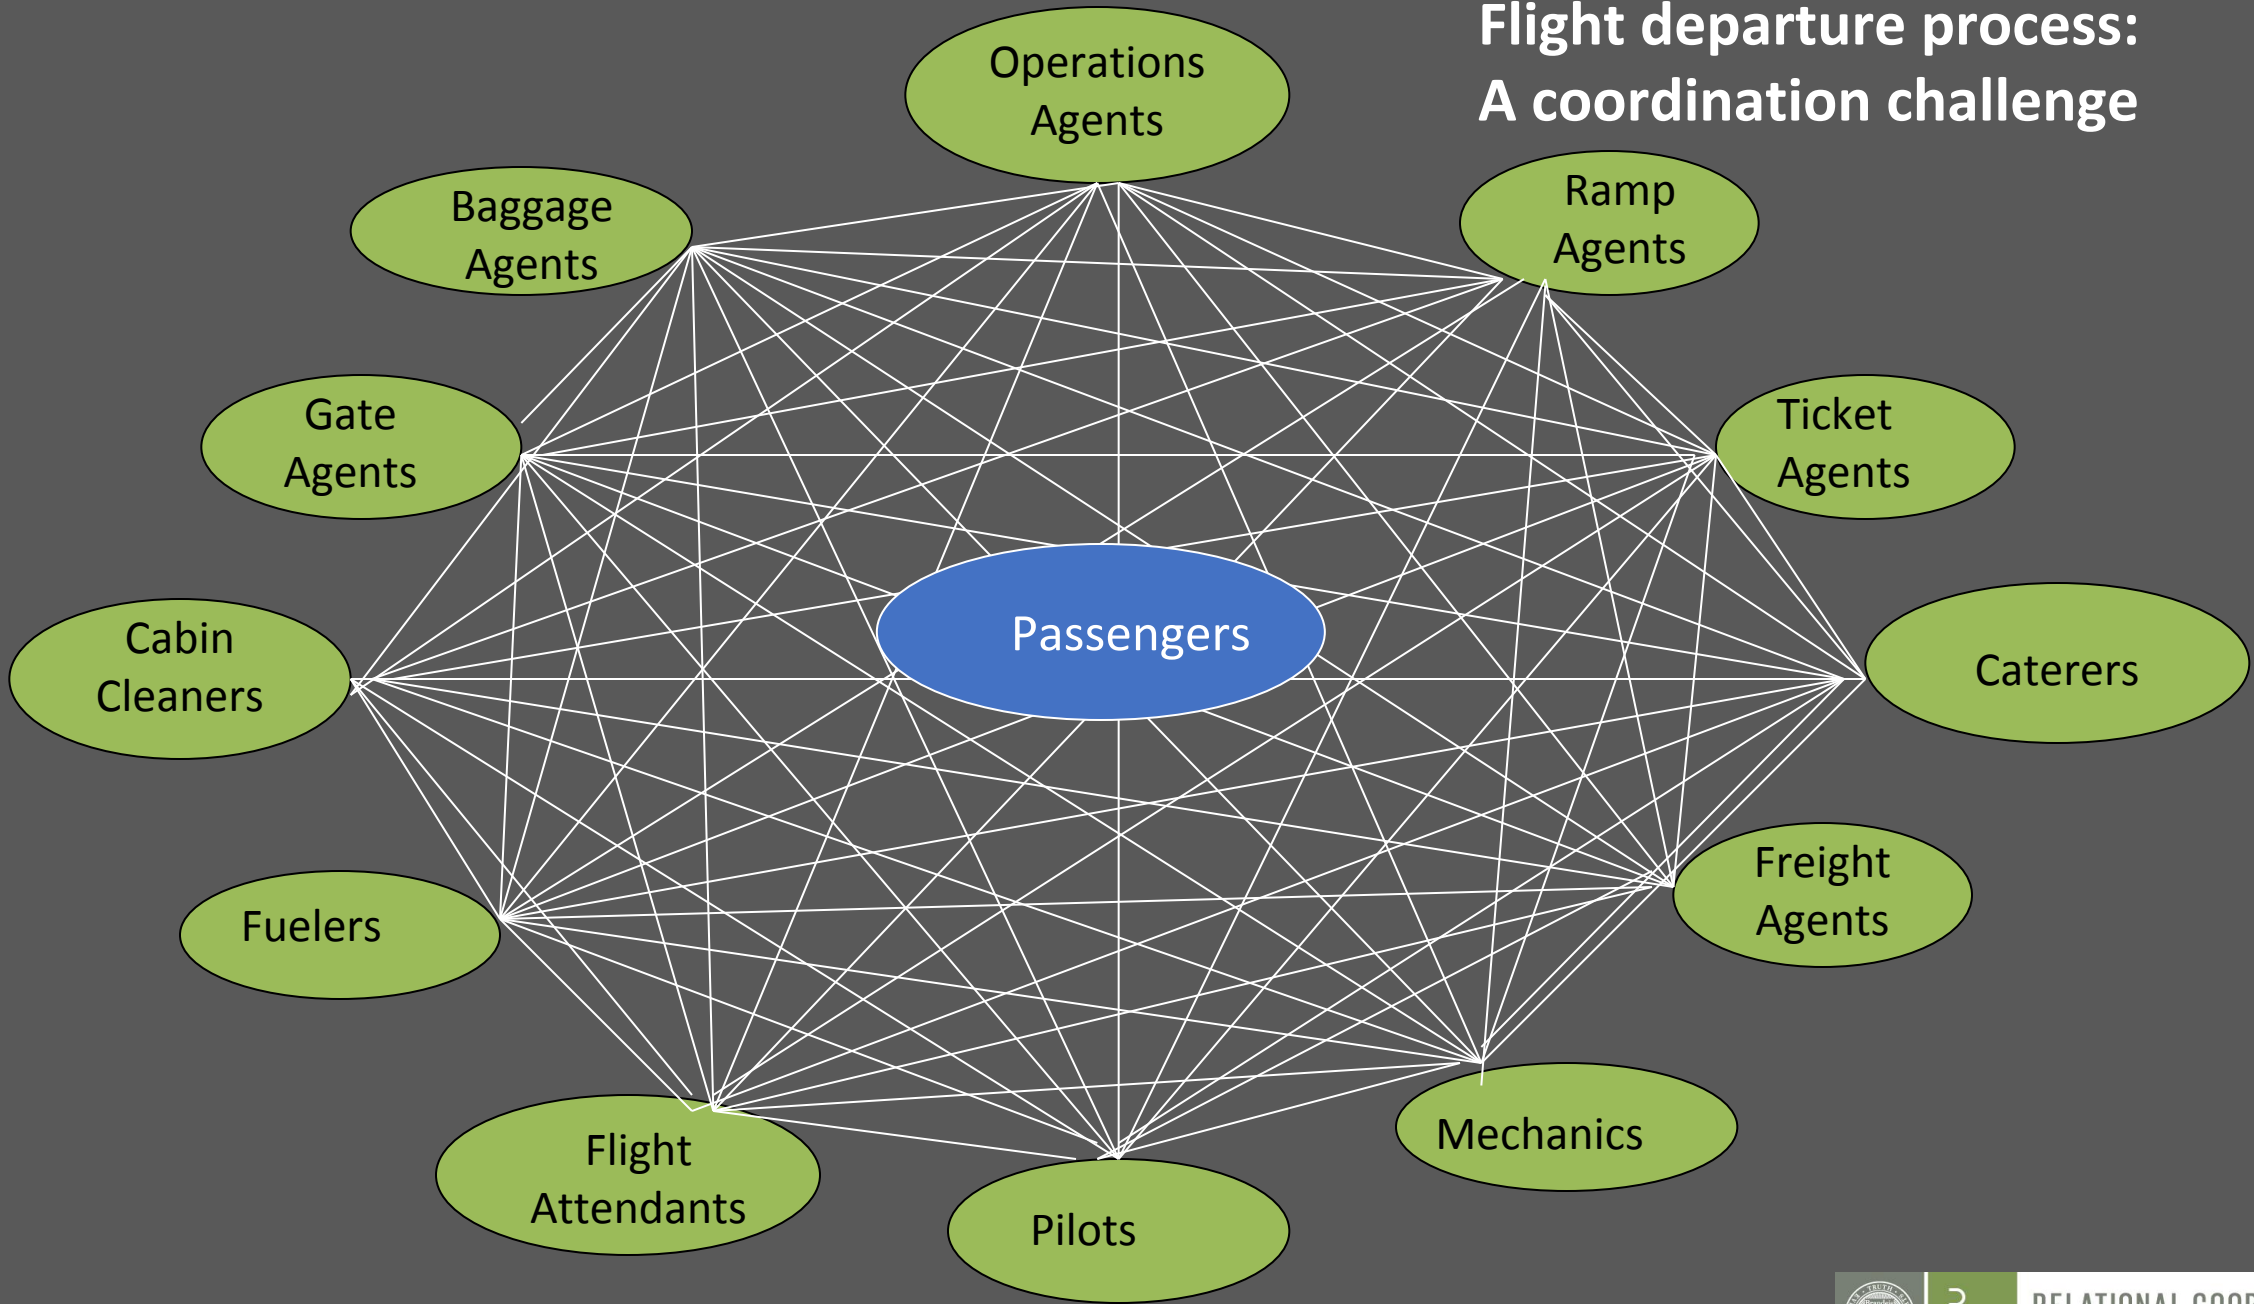 Flight departure process:
A coordination challenge
Operations
Agents
Ramp
Agents
Baggage
Agents
Gate
Agents
Ticket
Agents
Passengers
Cabin
Cleaners
Caterers
Freight
Agents
Fuelers
Mechanics
Flight
Attendants
Pilots
RELATIONAL